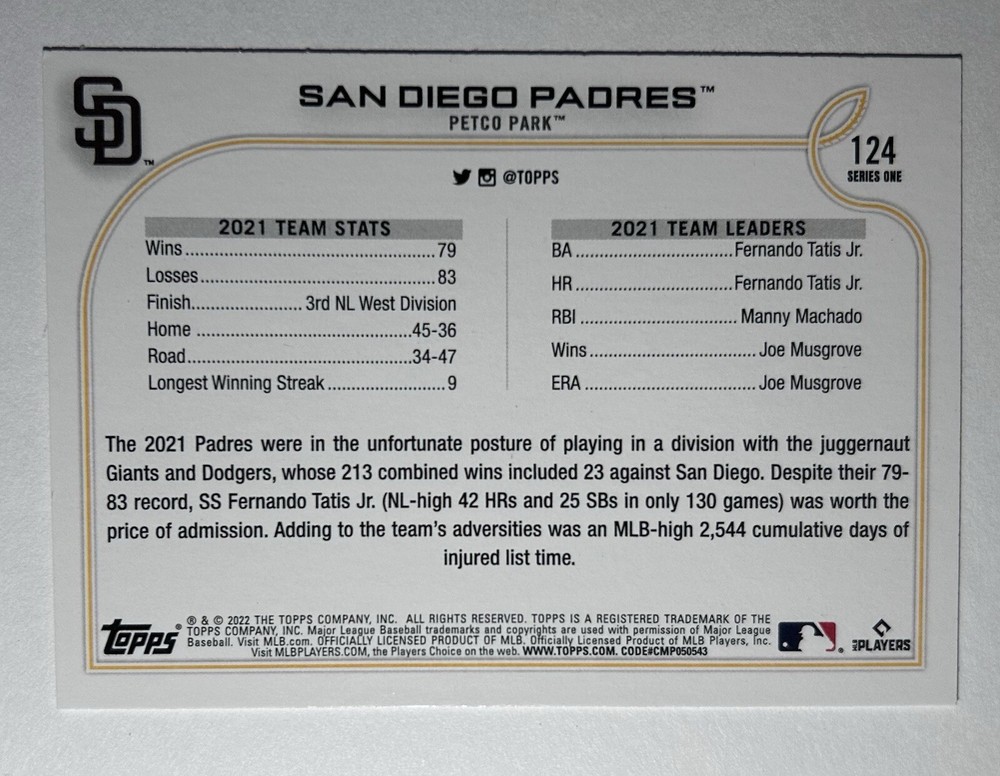 SD™
SAN DIEGO PADRES™
PETCO PARK™
124
SERIES ONE
@TOPPS
2021 TEAM STATS
Wins..................................................79
Losses...............................................83
Finish......................3rd NL West Division
Home ...........................................45-36
Road.............................................34-47
Longest Winning Streak........................9
2021 TEAM LEADERS
BA................................Fernando Tatis Jr.
HR................................Fernando Tatis Jr.
RBI................................Manny Machado
Wins..................................Joe Musgrove
ERA...................................Joe Musgrove
The 2021 Padres were in the unfortunate posture of playing in a division with the juggernaut
Giants and Dodgers, whose 213 combined wins included 23 against San Diego. Despite their 79-
83 record, SS Fernando Tatis Jr. (NL-high 42 HRs and 25 SBs in only 130 games) was worth the
price of admission. Adding to the team's adversities was an MLB-high 2,544 cumulative days of
injured list time.
Topps®
® & © 2022 THE TOPPS COMPANY, INC. ALL RIGHTS RESERVED. TOPPS IS A REGISTERED TRADEMARK OF THE
TOPPS COMPANY, INC. Major League Baseball trademarks and copyrights are used with permission of Major League
Baseball. Visit MLB.com. OFFICIALLY LICENSED PRODUCT OF MLB. Officially Licensed Product of MLB Players, Inc.
Visit MLBPLAYERS.COM, the Players Choice on the web. WWW.TOPPS.COM. CODE#CMP050543
®
MLB PLAYERS